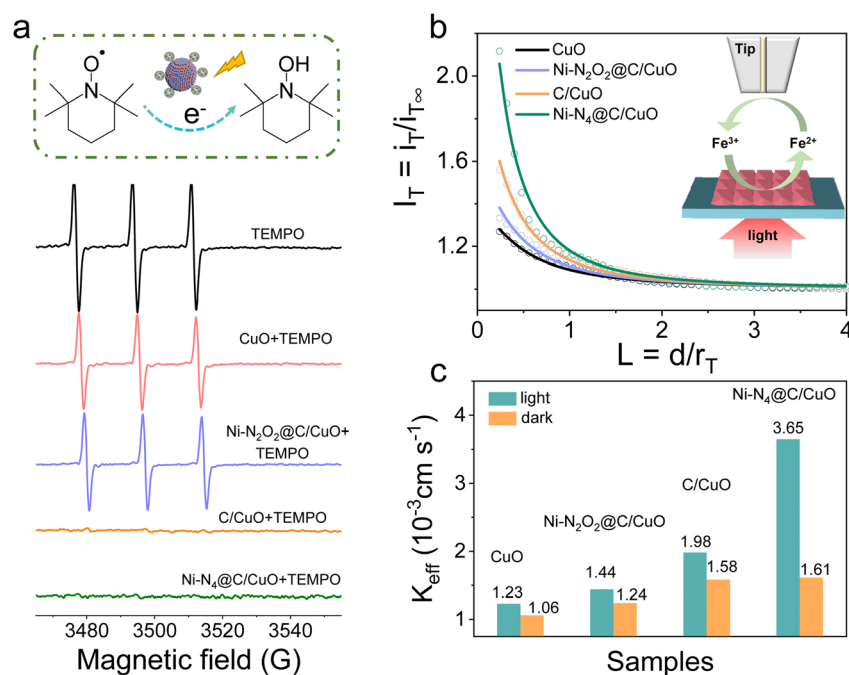 a
O•
N
e⁻
OH
N
TEMPO
CuO+TEMPO
Ni-N₂O₂@C/CuO+
TEMPO
C/CuO+TEMPO
Ni-N₄@C/CuO+TEMPO
3480 3500 3520 3540
Magnetic field (G)
b
CuO
Ni-N₂O₂@C/CuO
C/CuO
Ni-N₄@C/CuO
Tip
Fe³⁺ Fe²⁺
light
2.0
1.6
1.2
I_T = i_T/i_T∞
0 1 2 3 4
L = d/r_T
c
light
dark
4
3
2
1
K_eff (10⁻³cm s⁻¹)
CuO
1.23
1.06
Ni-N₂O₂@C/CuO
1.44
1.24
C/CuO
1.98
1.58
Ni-N₄@C/CuO
3.65
1.61
Samples